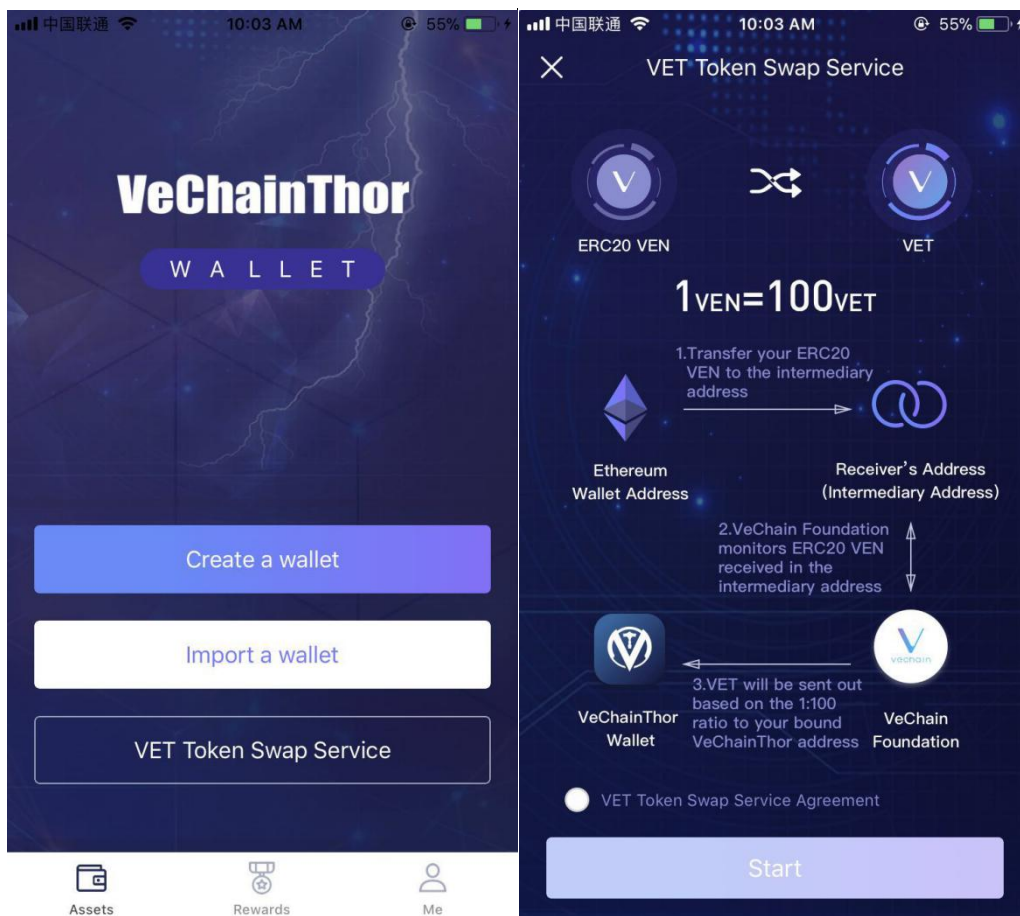 中国联通
10:03 AM
55%
VeChainThor
WALLET
Create a wallet
Import a wallet
VET Token Swap Service
Assets
Rewards
Me
中国联通
10:03 AM
55%
VET Token Swap Service
ERC20 VEN
VET
1VEN=100VET
1.Transfer your ERC20
VEN to the intermediary
address
Ethereum
Wallet Address
Receiver's Address
(Intermediary Address)
2.VeChain Foundation
monitors ERC20 VEN
received in the
intermediary address
vechain
3.VET will be sent out
based on the 1:100
ratio to your bound
VeChainThor address
VeChainThor
Wallet
VeChain
Foundation
VET Token Swap Service Agreement
Start